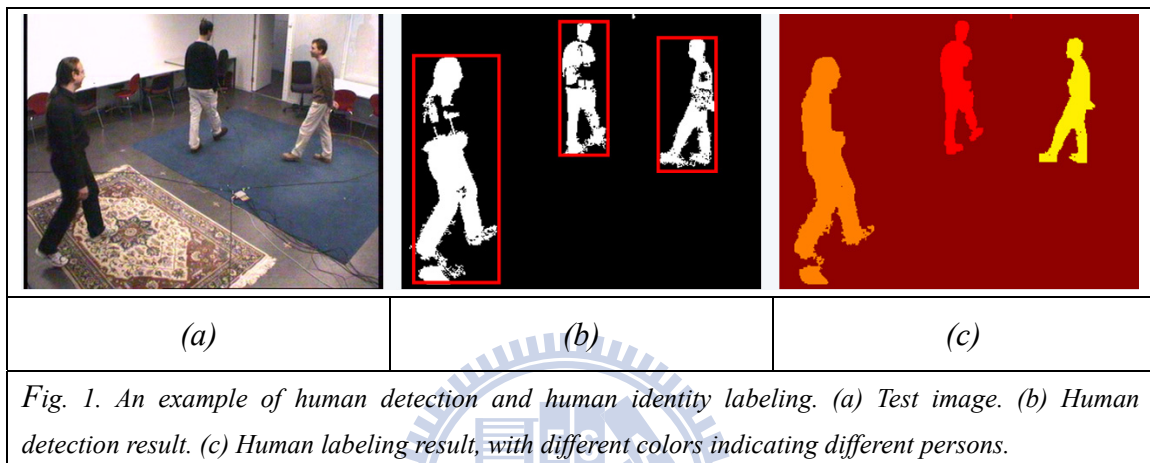 (a) (b) (c)
Fig. 1. An example of human detection and human identity labeling. (a) Test image. (b) Human
detection result. (c) Human labeling result, with different colors indicating different persons.